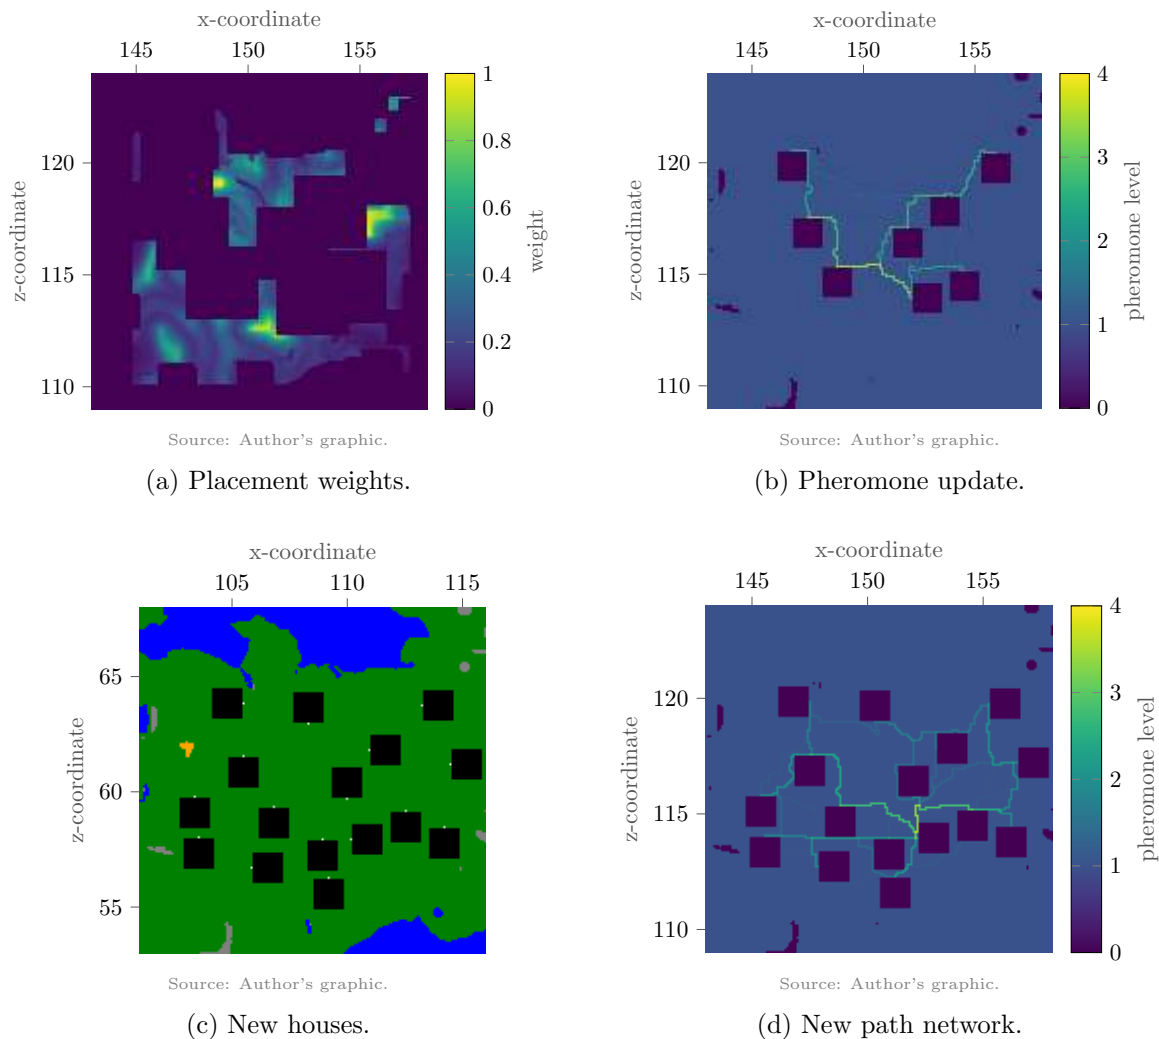 x-coordinate
145 150 155
120
115
110
z-coordinate
1
0.8
0.6
0.4
0.2
0
weight
Source: Author's graphic.
(a) Placement weights.
x-coordinate
145 150 155
120
115
110
z-coordinate
4
3
2
1
0
pheromone level
Source: Author's graphic.
(b) Pheromone update.
x-coordinate
105 110 115
65
60
55
z-coordinate
Source: Author's graphic.
(c) New houses.
x-coordinate
145 150 155
120
115
110
z-coordinate
4
3
2
1
0
pheromone level
Source: Author's graphic.
(d) New path network.